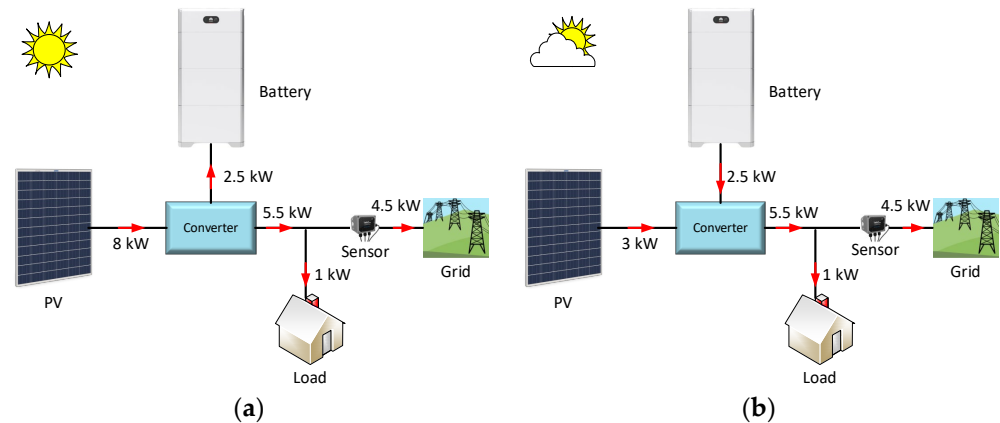 Battery
2.5 kW
5.5 kW
4.5 kW
Converter
8 kW
Sensor
Grid
PV
1 kW
Load
(a)
Battery
2.5 kW
5.5 kW
4.5 kW
Converter
3 kW
Sensor
Grid
PV
1 kW
Load
(b)